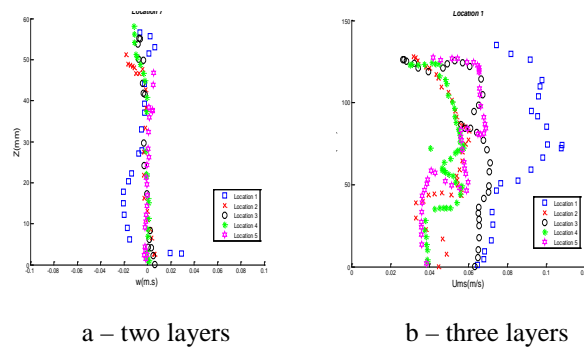 Location 1
60
50
40
30
20
10
0
Z(mm)
-0.1 -0.08 -0.06 -0.04 -0.02 0 0.02 0.04 0.06 0.08 0.1
w(m.s)
Location 1
Location 2
Location 3
Location 4
Location 5
a – two layers
Location 1
150
100
50
0
0 0.02 0.04 0.06 0.08 0.1 0.12
Ums(m/s)
Location 1
Location 2
Location 3
Location 4
Location 5
b – three layers